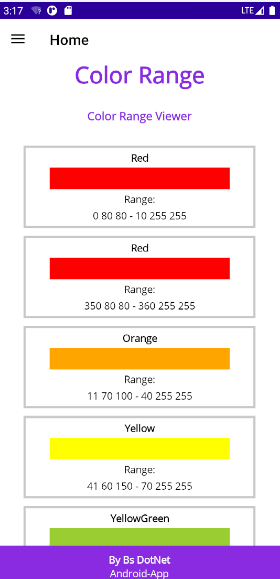 3:17
LTE
Home
Color Range
Color Range Viewer
Red
Range:
0 80 80 - 10 255 255
Red
Range:
350 80 80 - 360 255 255
Orange
Range:
11 70 100 - 40 255 255
Yellow
Range:
41 60 150 - 70 255 255
YellowGreen
By Bs DotNet
Android-App